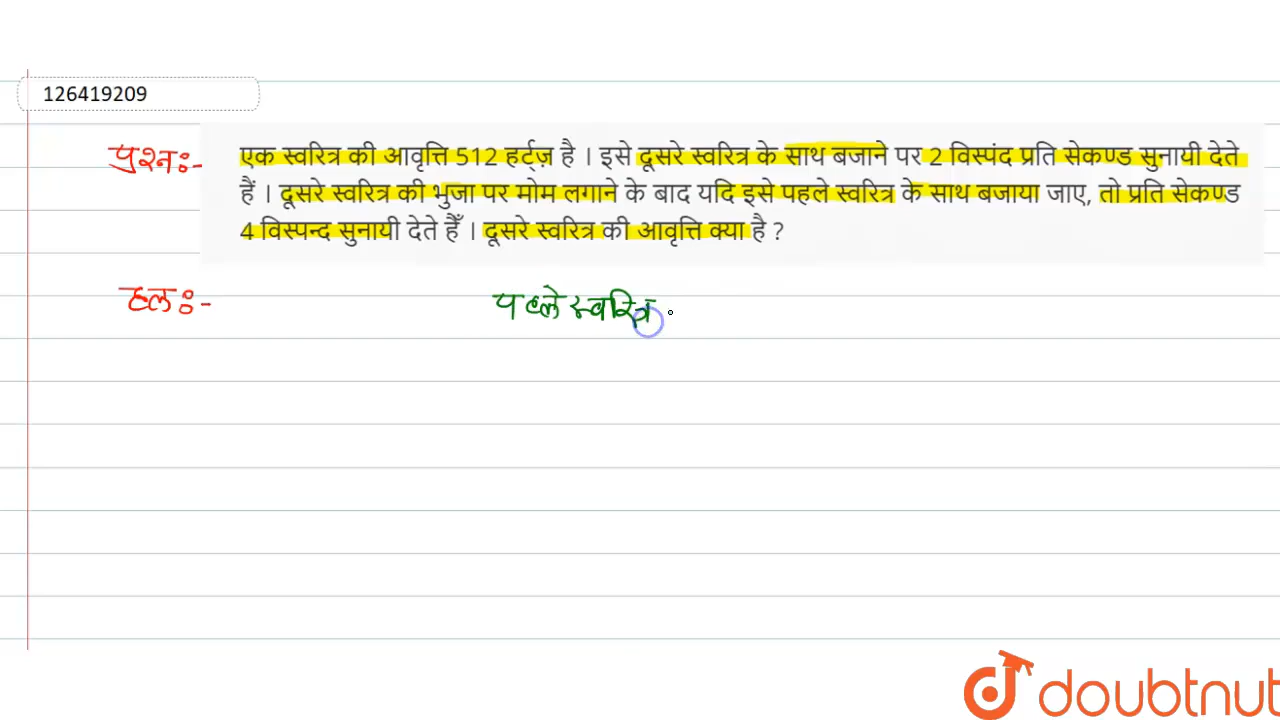 126419209
प्रश्नः-
एक स्वरित्र की आवृत्ति 512 हर्ट्ज़ है । इसे दूसरे स्वरित्र के साथ बजाने पर 2 विस्पंद प्रति सेकण्ड सुनायी देते
हैं । दूसरे स्वरित्र की भुजा पर मोम लगाने के बाद यदि इसे पहले स्वरित्र के साथ बजाया जाए, तो प्रति सेकण्ड
4 विस्पन्द सुनायी देते हैँ । दूसरे स्वरित्र की आवृत्ति क्या है ?
हलः-
पहले स्वरित्र
doubtnut